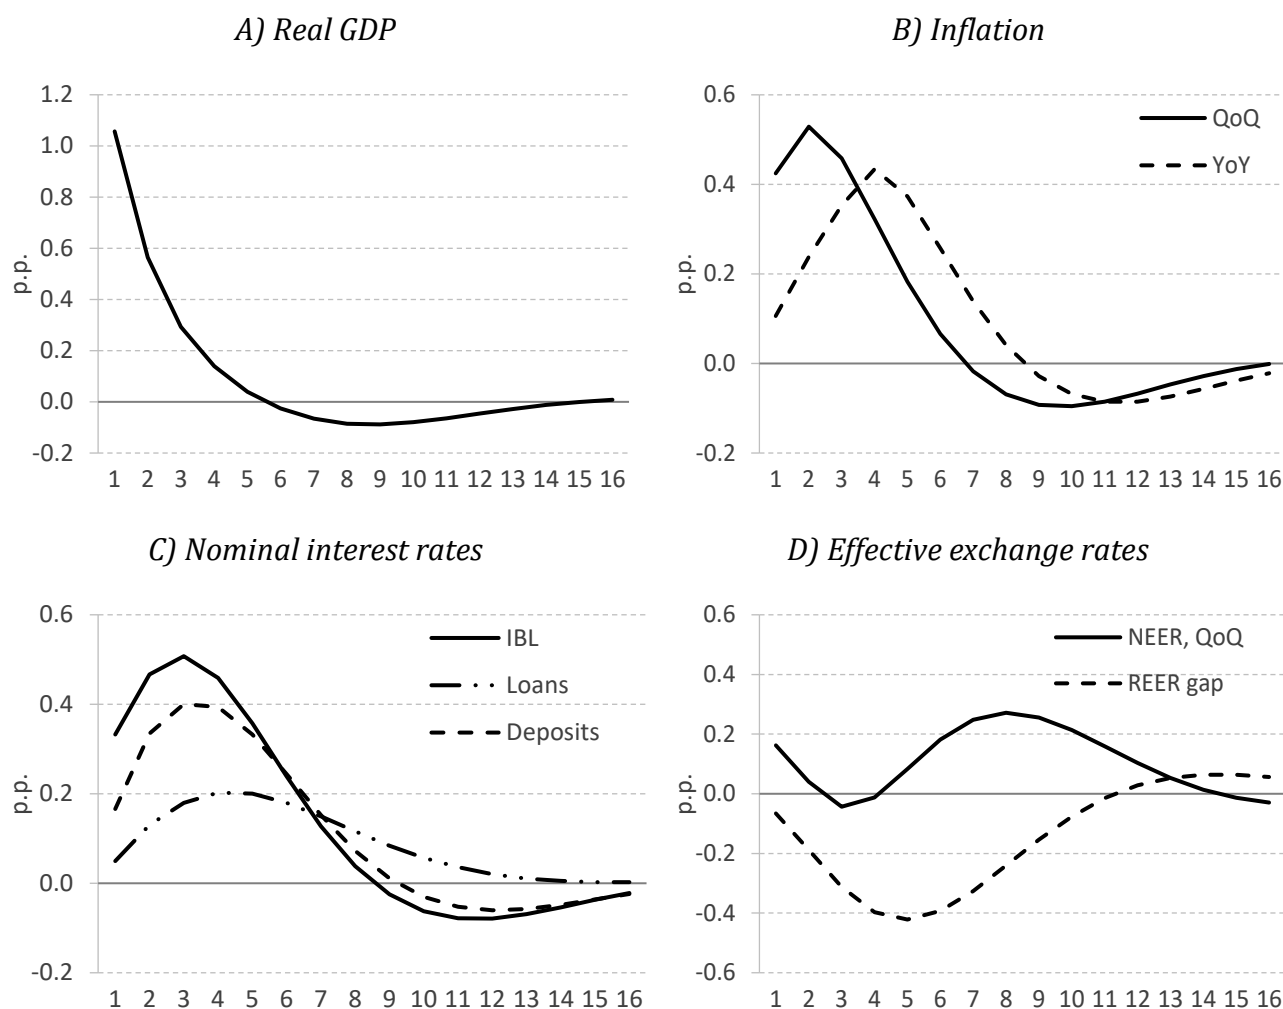 A) Real GDP
p.p.
1.2
1.0
0.8
0.6
0.4
0.2
0.0
-0.2
1 2 3 4 5 6 7 8 9 10 11 12 13 14 15 16
B) Inflation
p.p.
0.6
0.4
0.2
0.0
-0.2
QoQ
YoY
1 2 3 4 5 6 7 8 9 10 11 12 13 14 15 16
C) Nominal interest rates
p.p.
0.6
0.4
0.2
0.0
-0.2
IBL
Loans
Deposits
1 2 3 4 5 6 7 8 9 10 11 12 13 14 15 16
D) Effective exchange rates
p.p.
0.6
0.4
0.2
0.0
-0.2
-0.4
-0.6
NEER, QoQ
REER gap
1 2 3 4 5 6 7 8 9 10 11 12 13 14 15 16